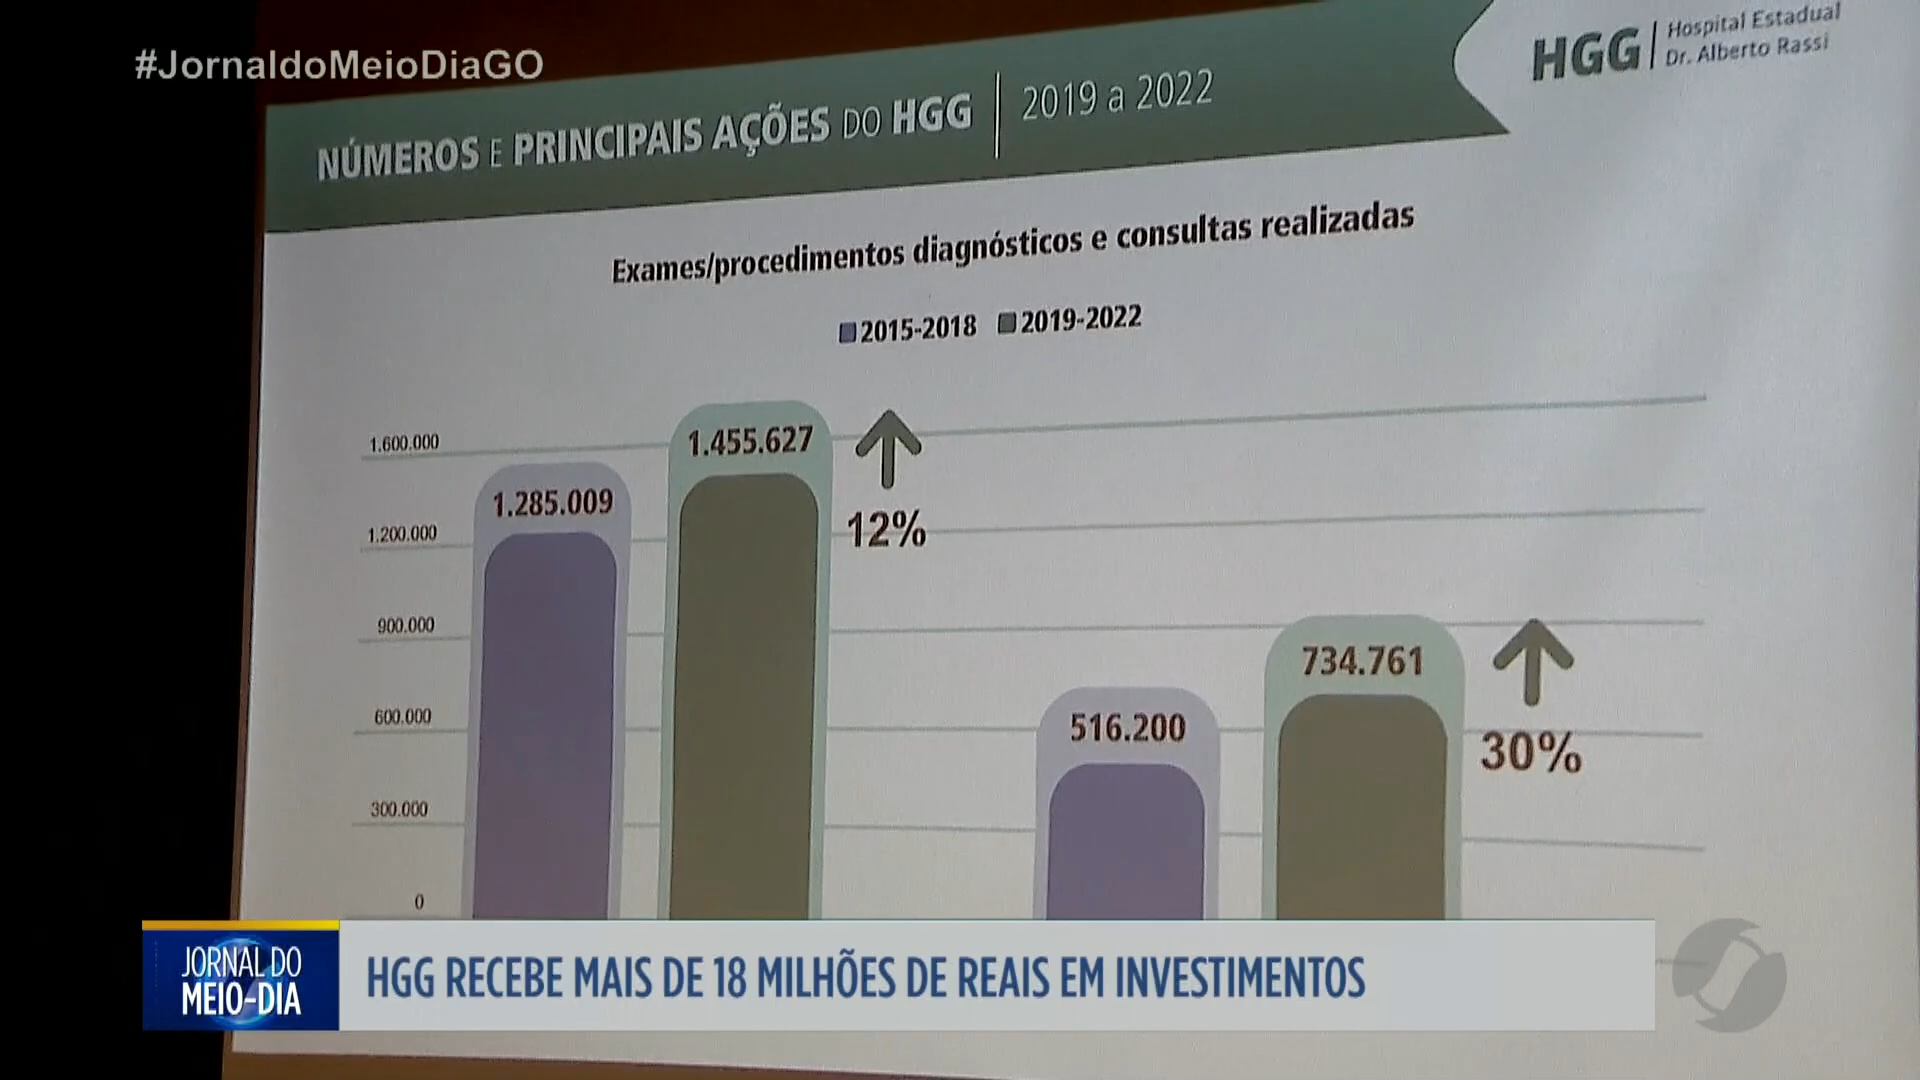 #JornaldoMeioDiaGO
HGG | Hospital Estadual
Dr. Alberto Rassi
NÚMEROS E PRINCIPAIS AÇÕES DO HGG | 2019 a 2022
Exames/procedimentos diagnósticos e consultas realizadas
2015-2018 2019-2022
1.600.000
1.455.627
1.285.009
1.200.000
12%
900.000
734.761
600.000
516.200
30%
300.000
0
JORNAL DO
MEIO-DIA
HGG RECEBE MAIS DE 18 MILHÕES DE REAIS EM INVESTIMENTOS